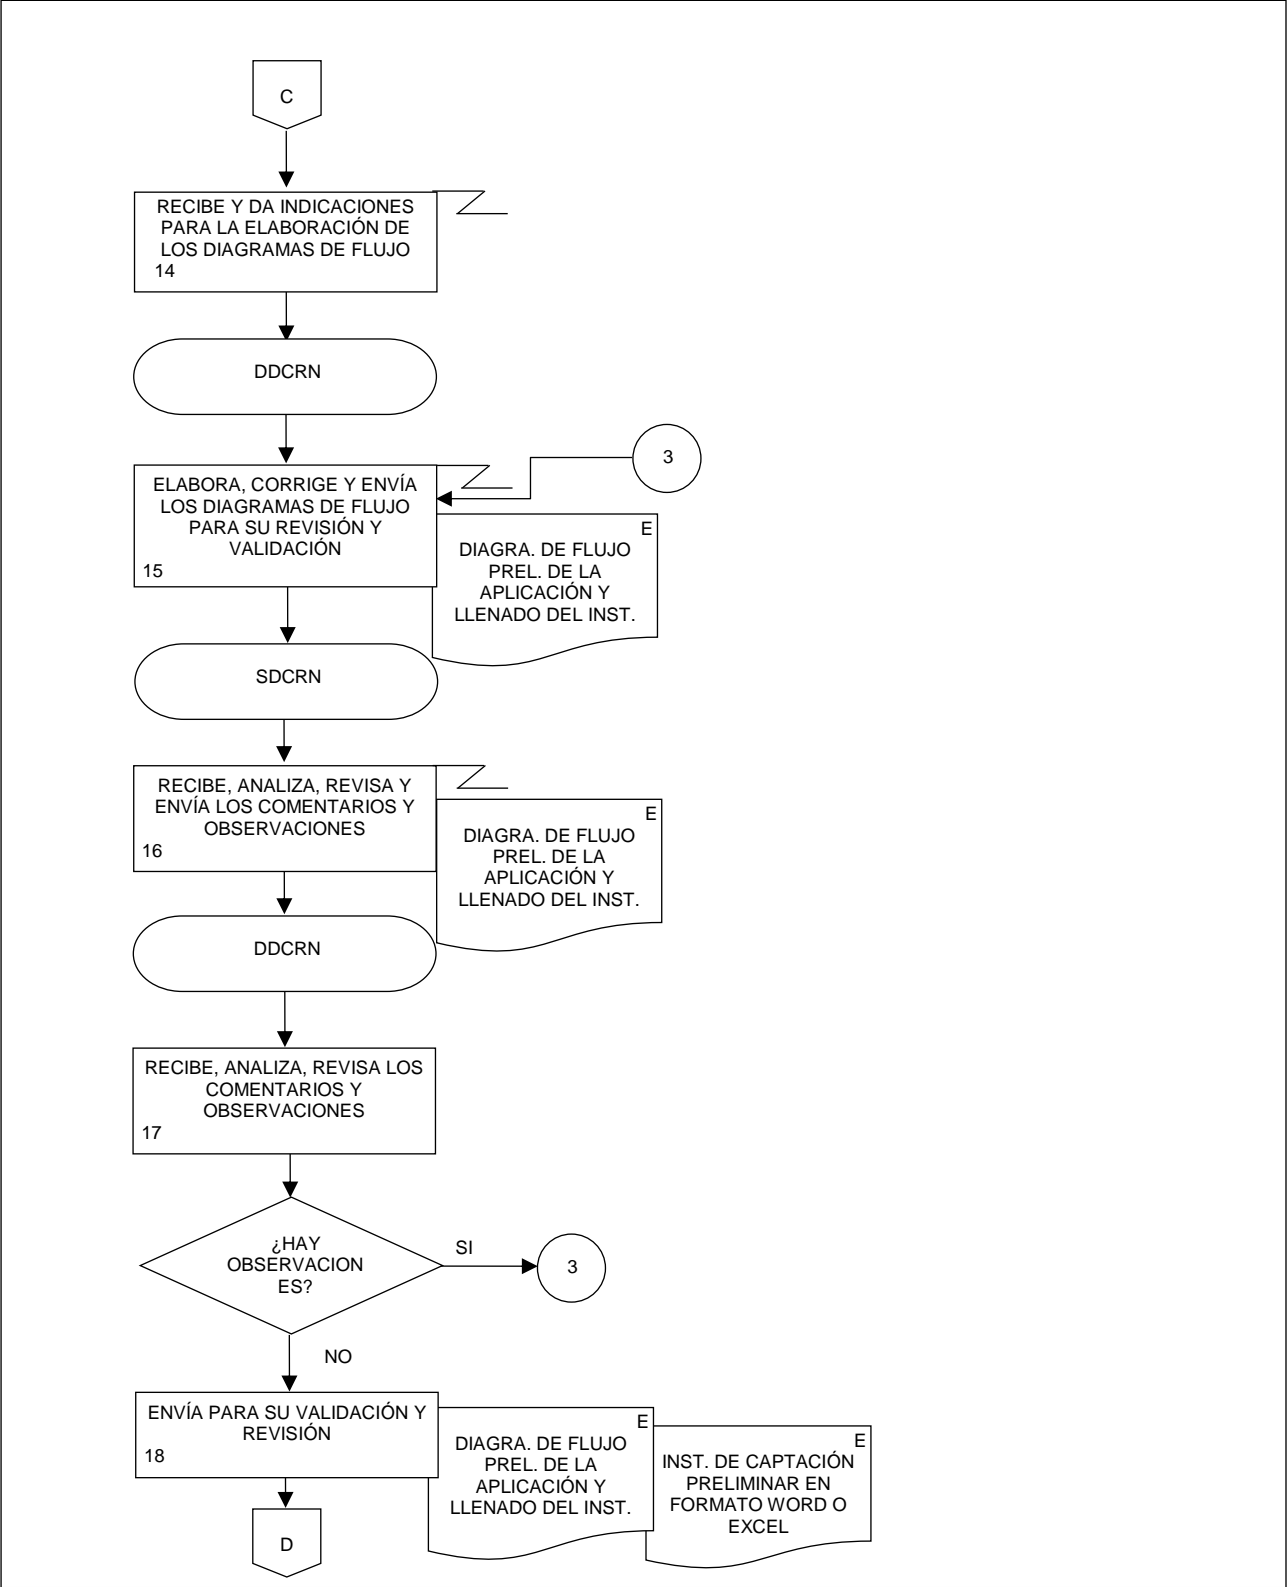 C
RECIBE Y DA INDICACIONES
PARA LA ELABORACIÓN DE
LOS DIAGRAMAS DE FLUJO
14
DDCRN
3
ELABORA, CORRIGE Y ENVÍA
LOS DIAGRAMAS DE FLUJO
PARA SU REVISIÓN Y
VALIDACIÓN
15
E
DIAGRA. DE FLUJO
PREL. DE LA
APLICACIÓN Y
LLENADO DEL INST.
SDCRN
RECIBE, ANALIZA, REVISA Y
ENVÍA LOS COMENTARIOS Y
OBSERVACIONES
16
E
DIAGRA. DE FLUJO
PREL. DE LA
APLICACIÓN Y
LLENADO DEL INST.
DDCRN
RECIBE, ANALIZA, REVISA LOS
COMENTARIOS Y
OBSERVACIONES
17
¿HAY
OBSERVACION
ES?
SI
3
NO
ENVÍA PARA SU VALIDACIÓN Y
REVISIÓN
18
E
DIAGRA. DE FLUJO
PREL. DE LA
APLICACIÓN Y
LLENADO DEL INST.
E
INST. DE CAPTACIÓN
PRELIMINAR EN
FORMATO WORD O
EXCEL
D